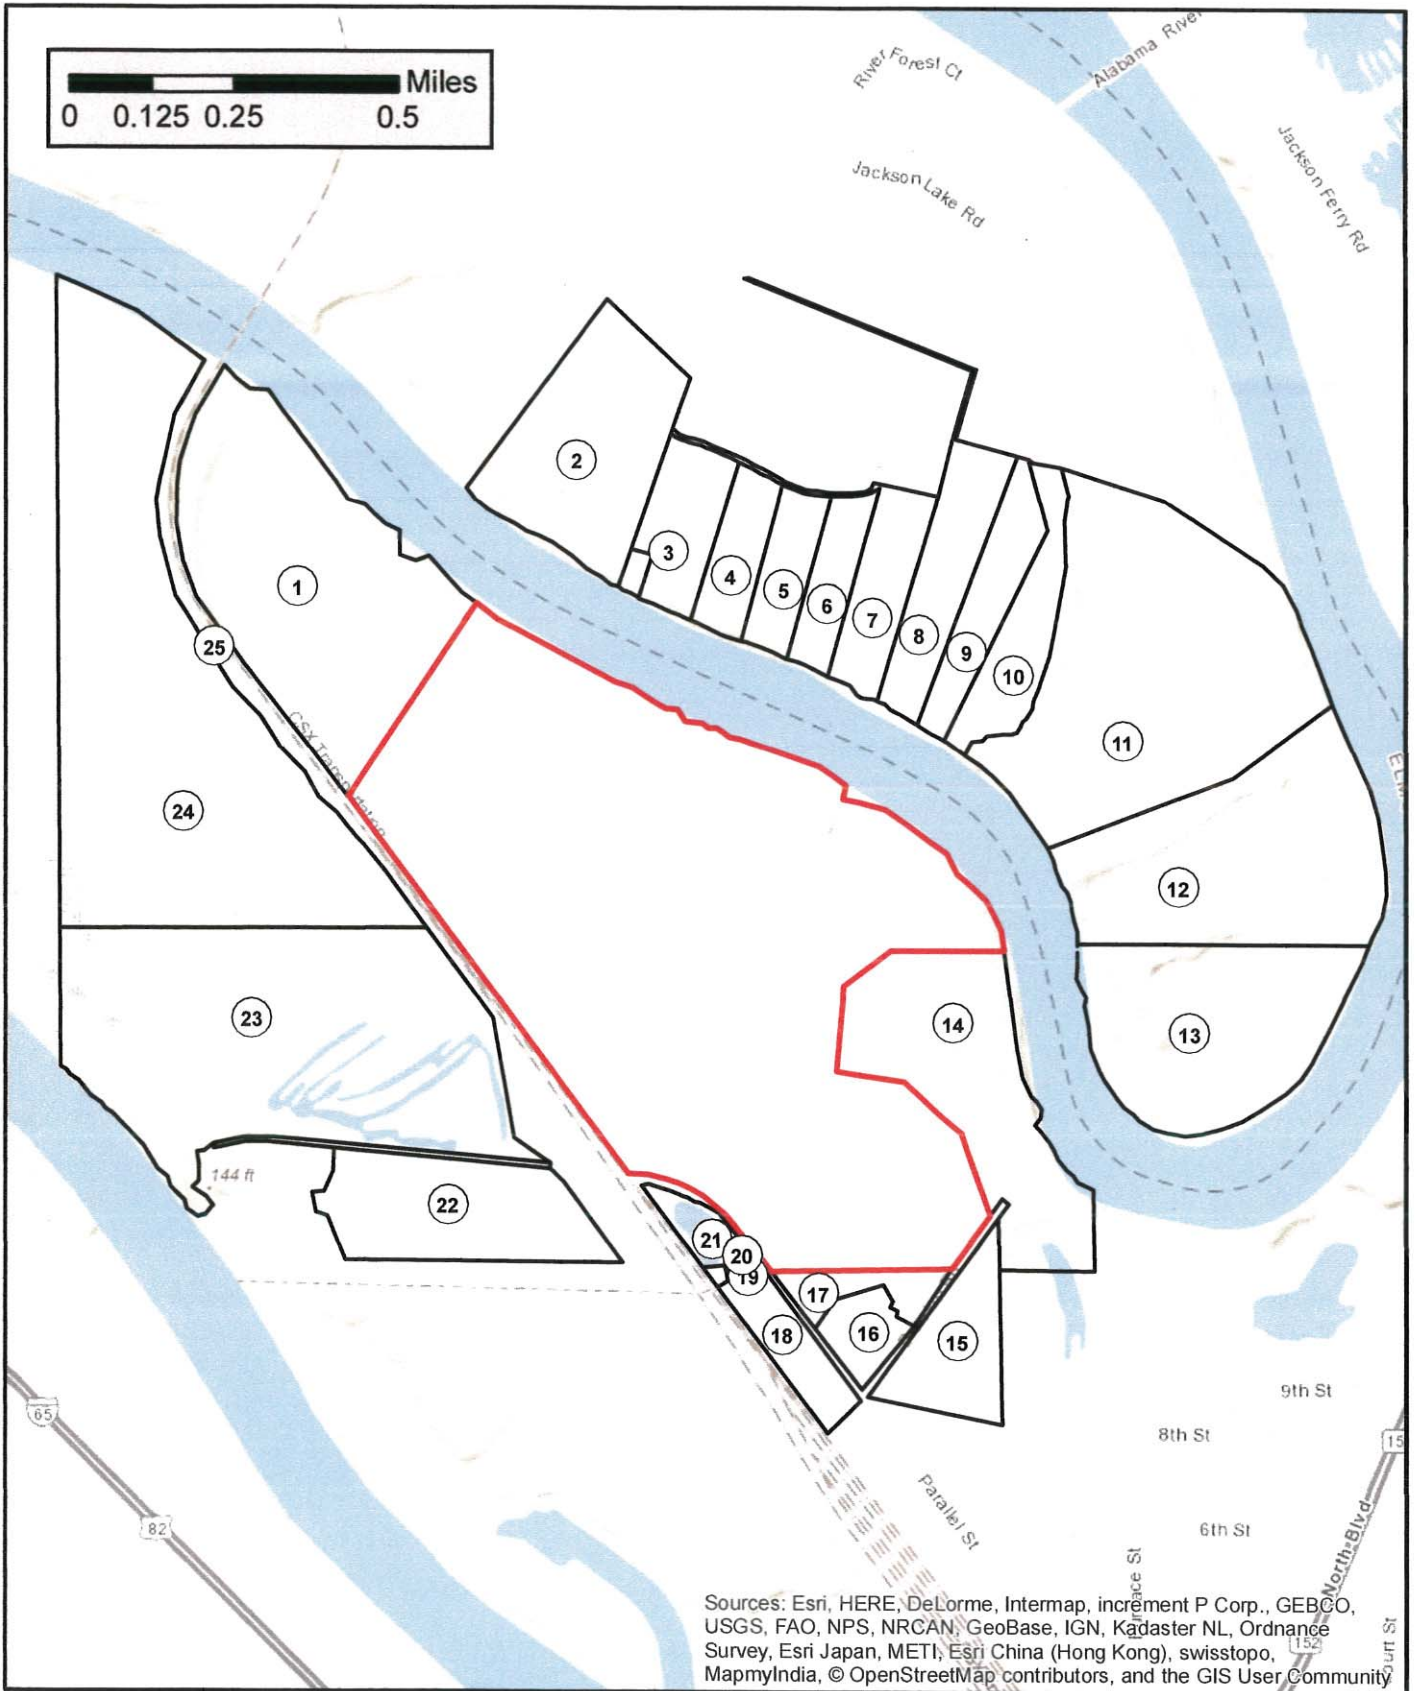 Miles
0 0.125 0.25 0.5
River Forest Ct
Alabama River
Jackson Lake Rd
Jackson Ferry Rd
2
3
1
4
5
6
7
8
9
10
25
11
CSX Transportation
24
12
23
14
13
144 ft
22
21
20
19
17
18
16
15
65
9th St
8th St
15
82
Parallel St
6th St
North Blvd
Sources: Esri, HERE, DeLorme, Intermap, increment P Corp., GEBCO,
USGS, FAO, NPS, NRCAN, GeoBase, IGN, Kadaster NL, Ordnance
Survey, Esri Japan, METI, Esri China (Hong Kong), swisstopo,
MapmyIndia, © OpenStreetMap contributors, and the GIS User Community
152